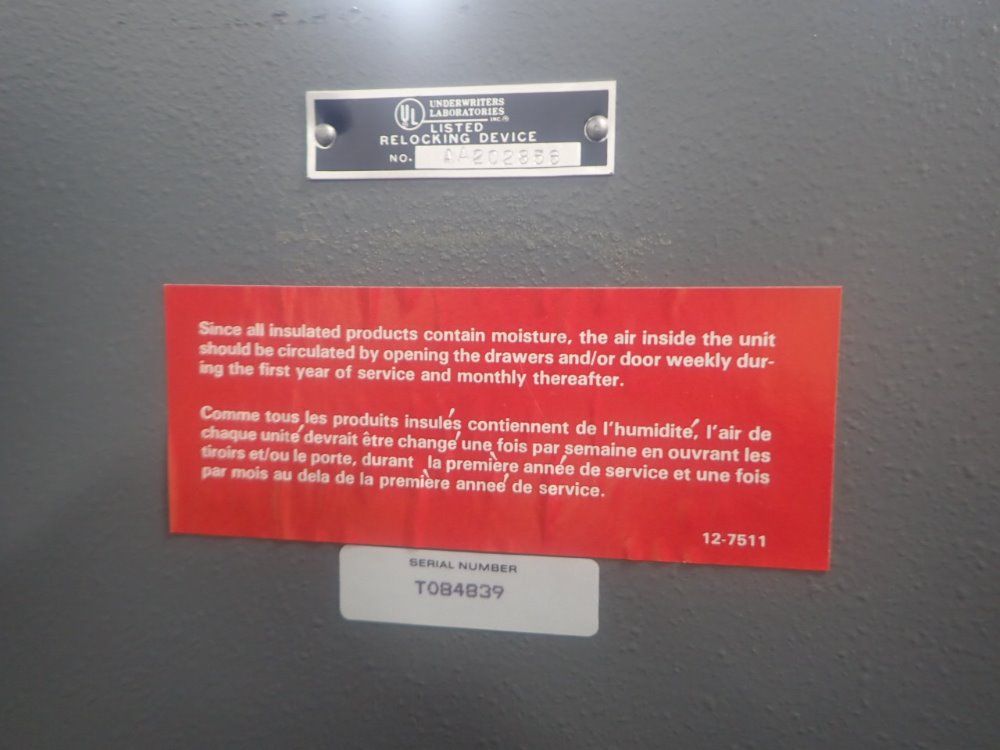 UL
UNDERWRITERS
LABORATORIES
INC.®
LISTED
RELOCKING DEVICE
NO. AA202856
Since all insulated products contain moisture, the air inside the unit
should be circulated by opening the drawers and/or door weekly dur-
ing the first year of service and monthly thereafter.
Comme tous les produits insulés contiennent de l'humidité, l'air de
chaque unité devrait être changé une fois par semaine en ouvrant les
tiroirs et/ou le porte, durant la première année de service et une fois
par mois au dela de la première anneé de service.
12-7511
SERIAL NUMBER
T084839